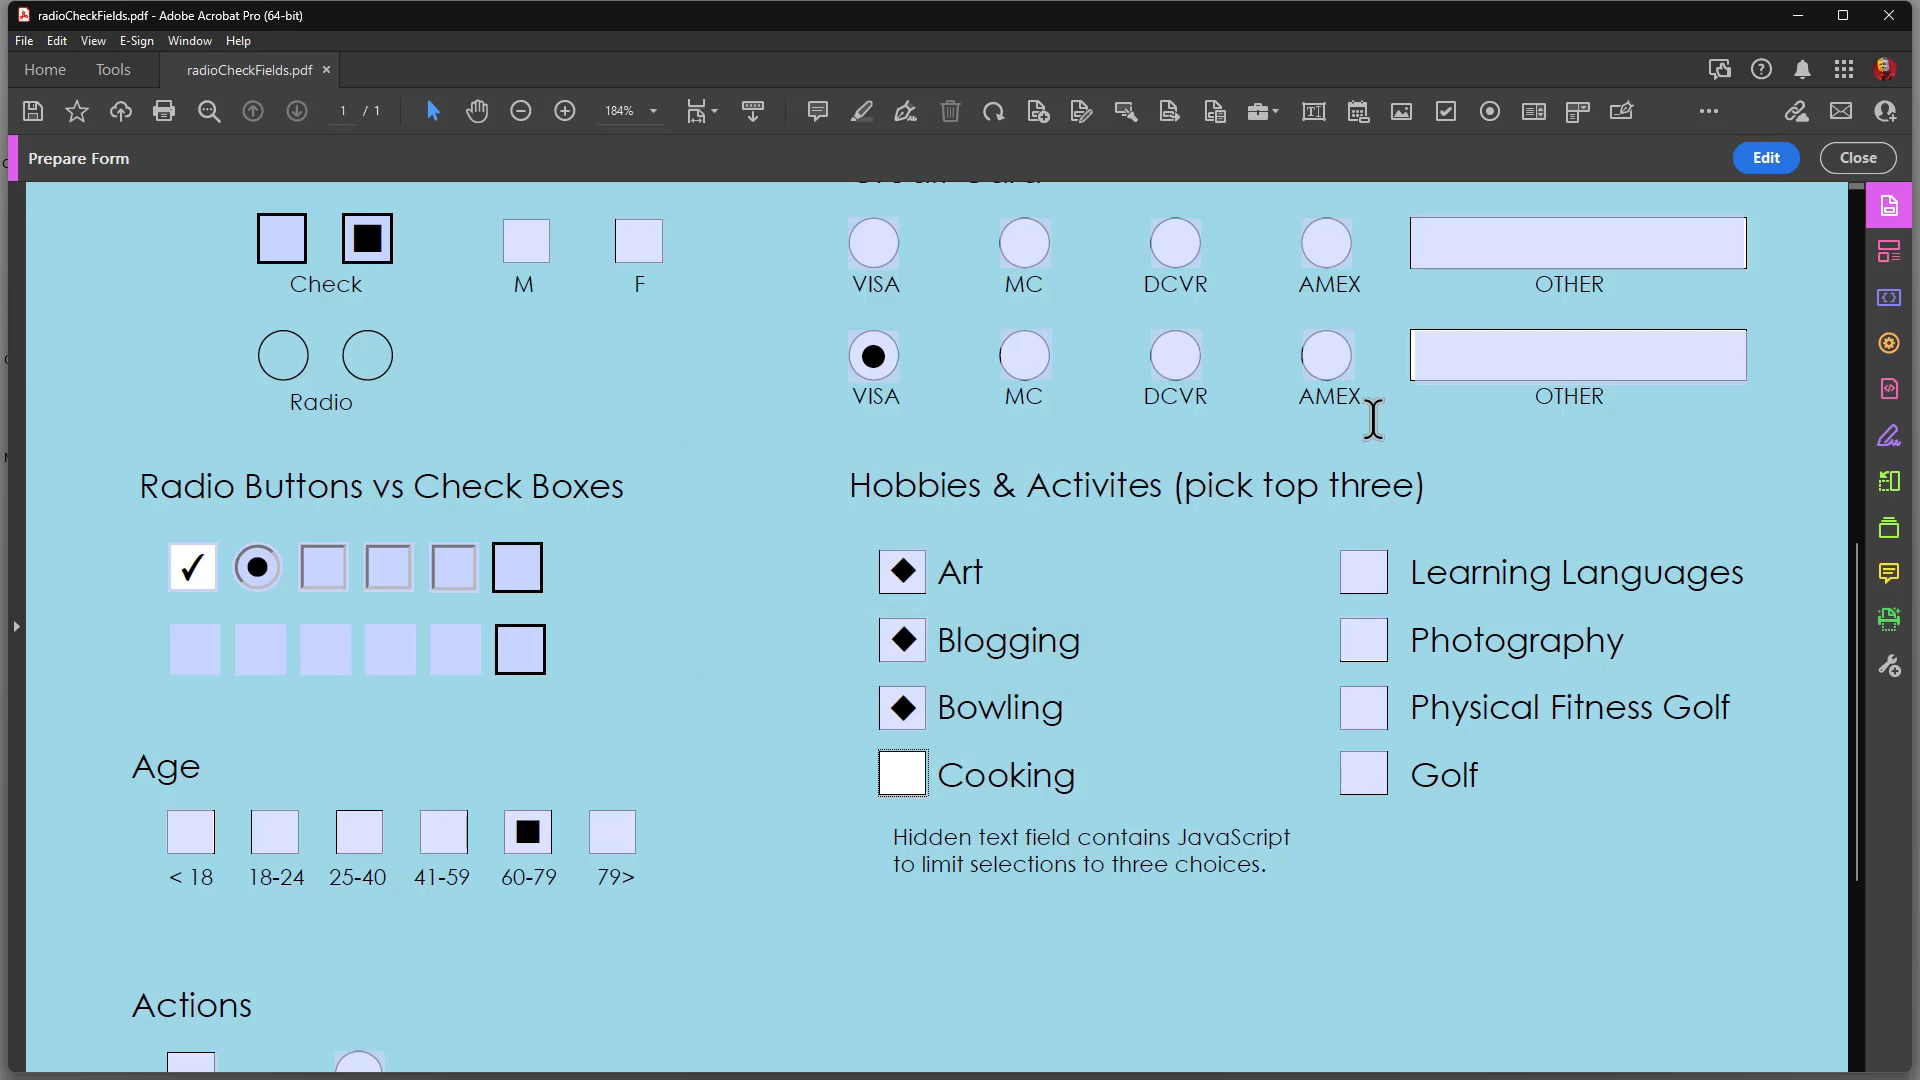 radioCheckFields.pdf - Adobe Acrobat Pro (64-bit)
File Edit View E-Sign Window Help
Home Tools radioCheckFields.pdf ×
1 / 1 184%
Prepare Form Edit Close
Check M F VISA MC DCVR AMEX OTHER
Radio VISA MC DCVR AMEX OTHER
Radio Buttons vs Check Boxes
Hobbies & Activites (pick top three)
Art Learning Languages
Blogging Photography
Bowling Physical Fitness Golf
Cooking Golf
Hidden text field contains JavaScript
to limit selections to three choices.
Age
< 18 18-24 25-40 41-59 60-79 79>
Actions